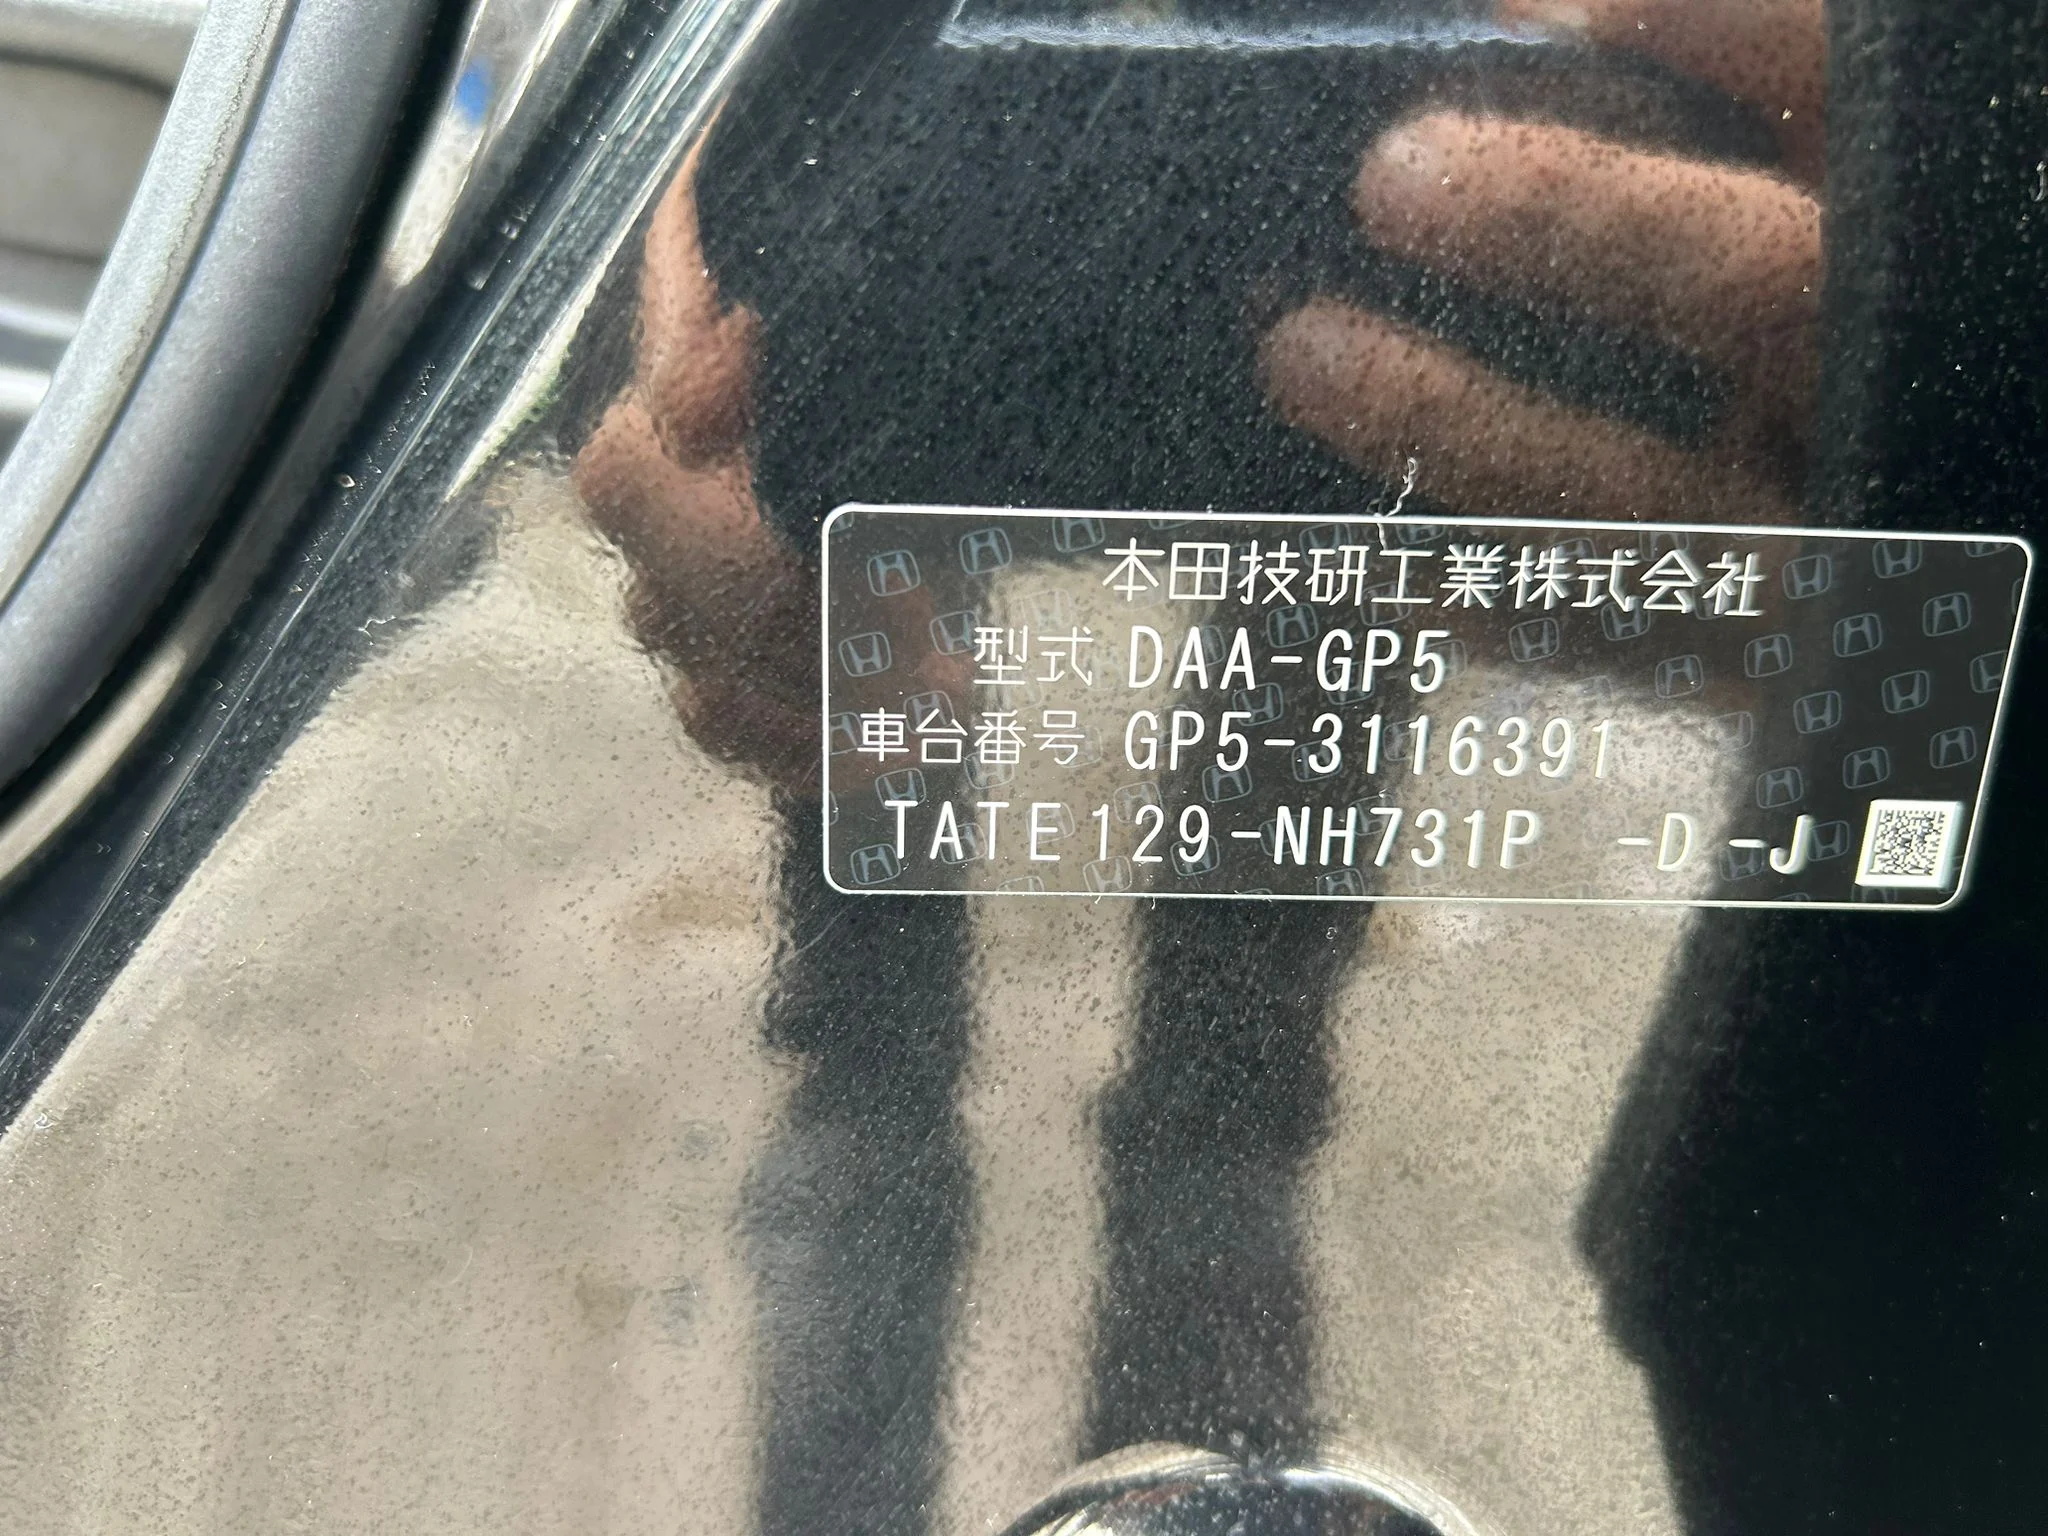 本田技研工業株式会社
型式 DAA-GP5
車台番号 GP5-3116391
TATE129-NH731P -D -J